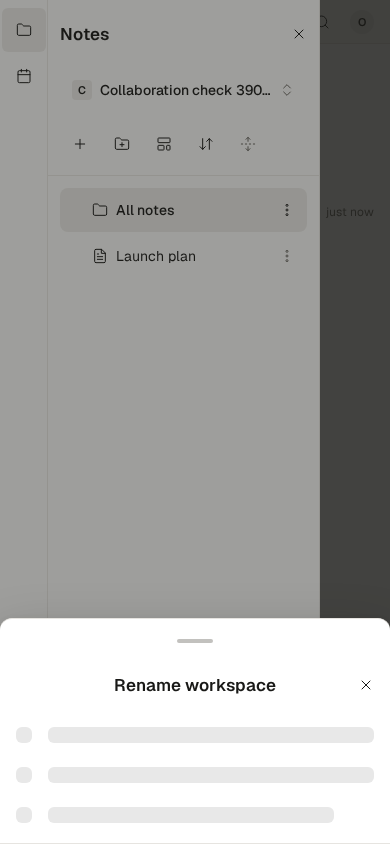 Notes
O
C Collaboration check 390...
All notes
just now
Launch plan
Rename workspace